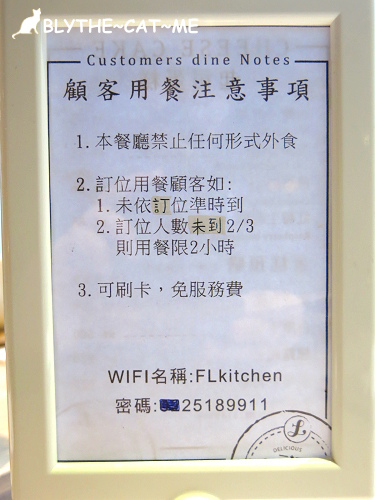 BLYTHE~CAT~ME
Customers dine Notes
顧客用餐注意事項
1.本餐廳禁止任何形式外食
2.訂位用餐顧客如:
1.未依訂位準時到
2.訂位人數未到2/3
則用餐限2小時
3.可刷卡，免服務費
WIFI名稱:FLkitchen
密碼:25189911
DELICIOUS